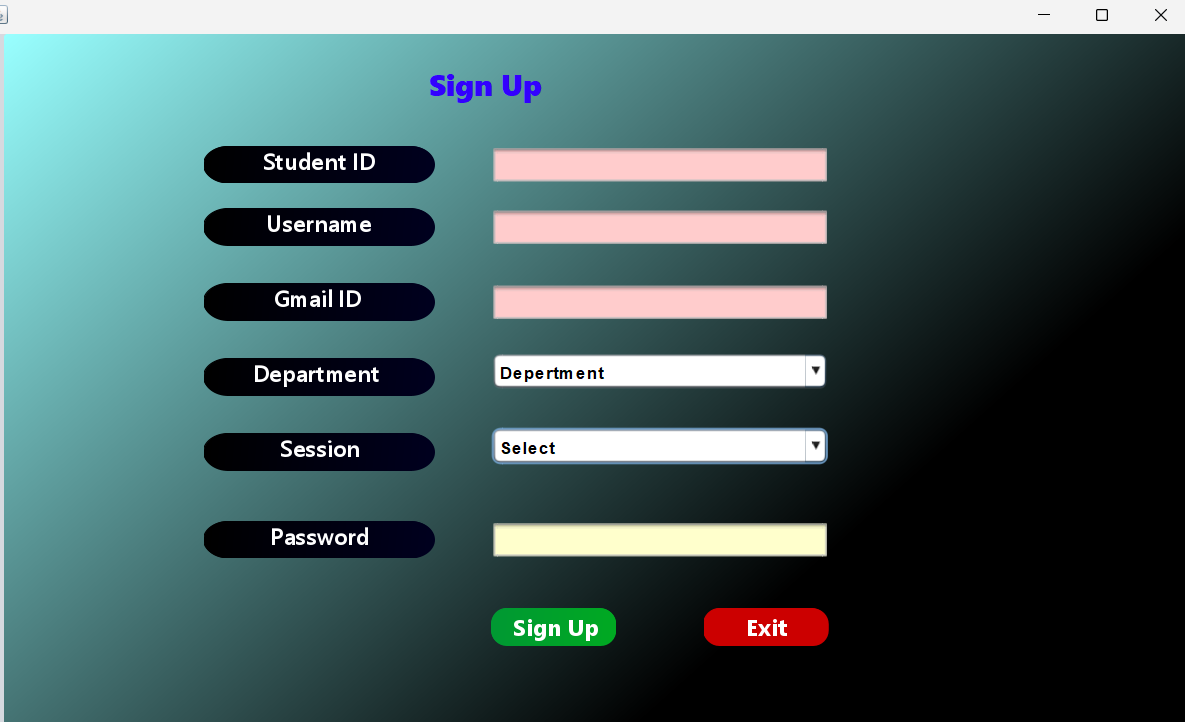 Sign Up
Student ID
Username
Gmail ID
Department
Depertment
Session
Select
Password
Sign Up
Exit